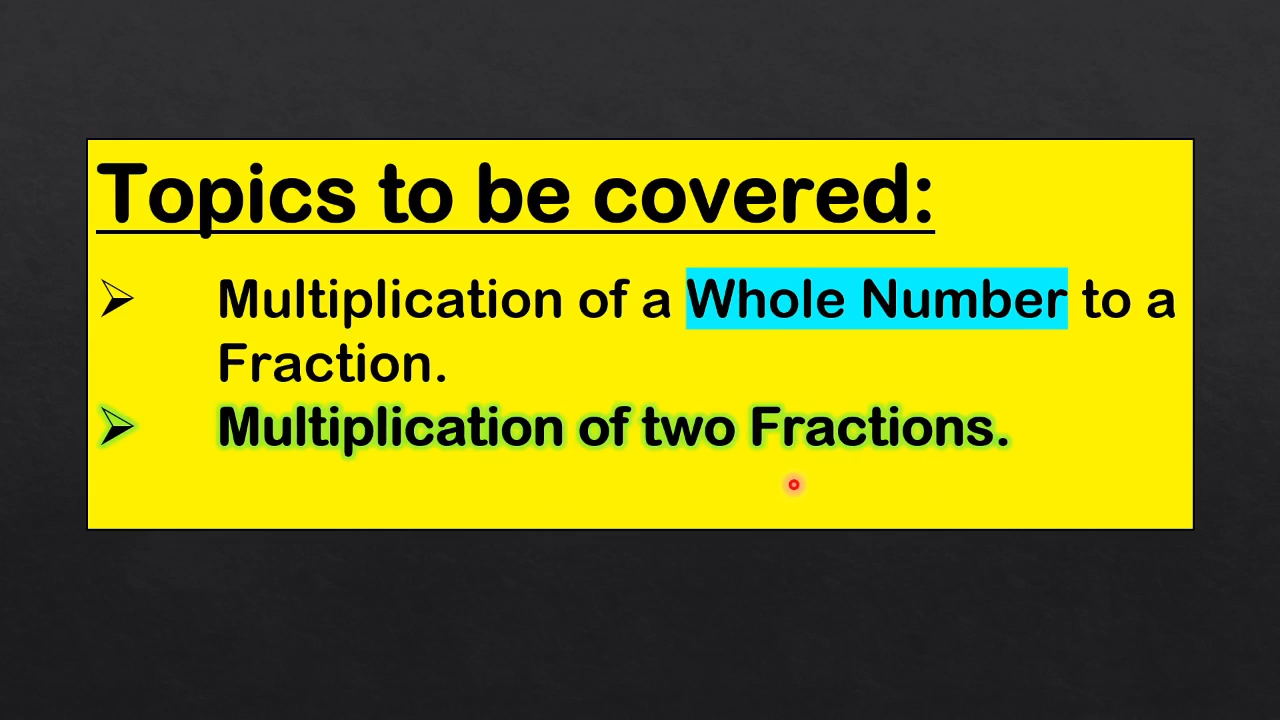 Topics to be covered:
➢ Multiplication of a Whole Number to a
Fraction.
➢ Multiplication of two Fractions.